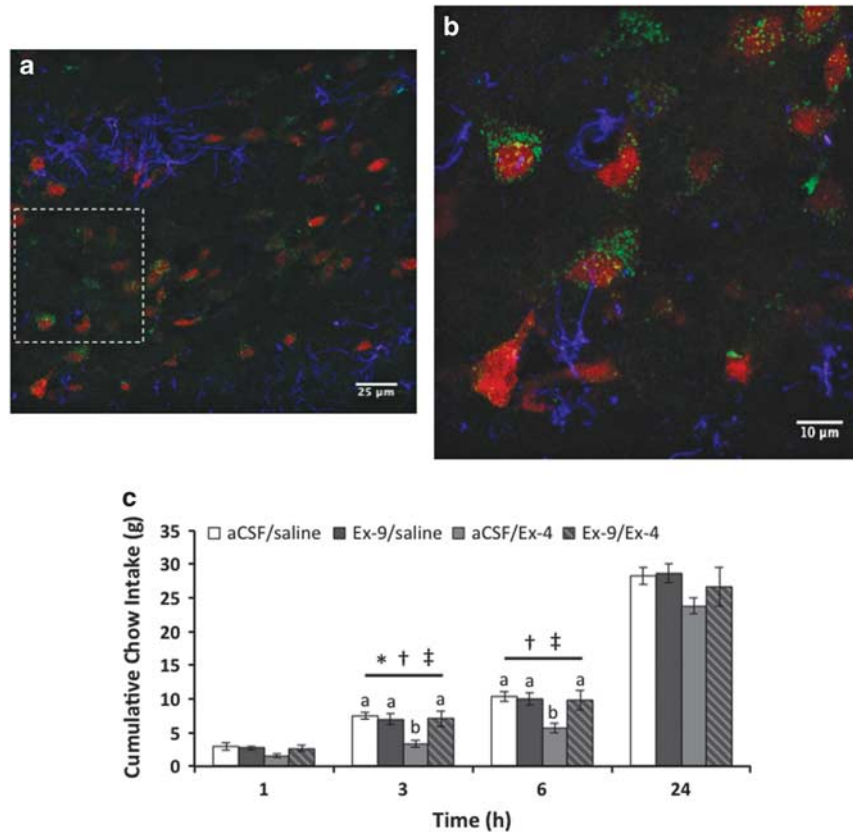 a
25 µm
b
10 µm
c
Cumulative Chow Intake (g)
35
30
25
20
15
10
5
0
aCSF/saline Ex-9/saline aCSF/Ex-4 Ex-9/Ex-4
* † ‡
a a b a
† ‡
a a b a
1 3 6 24
Time (h)